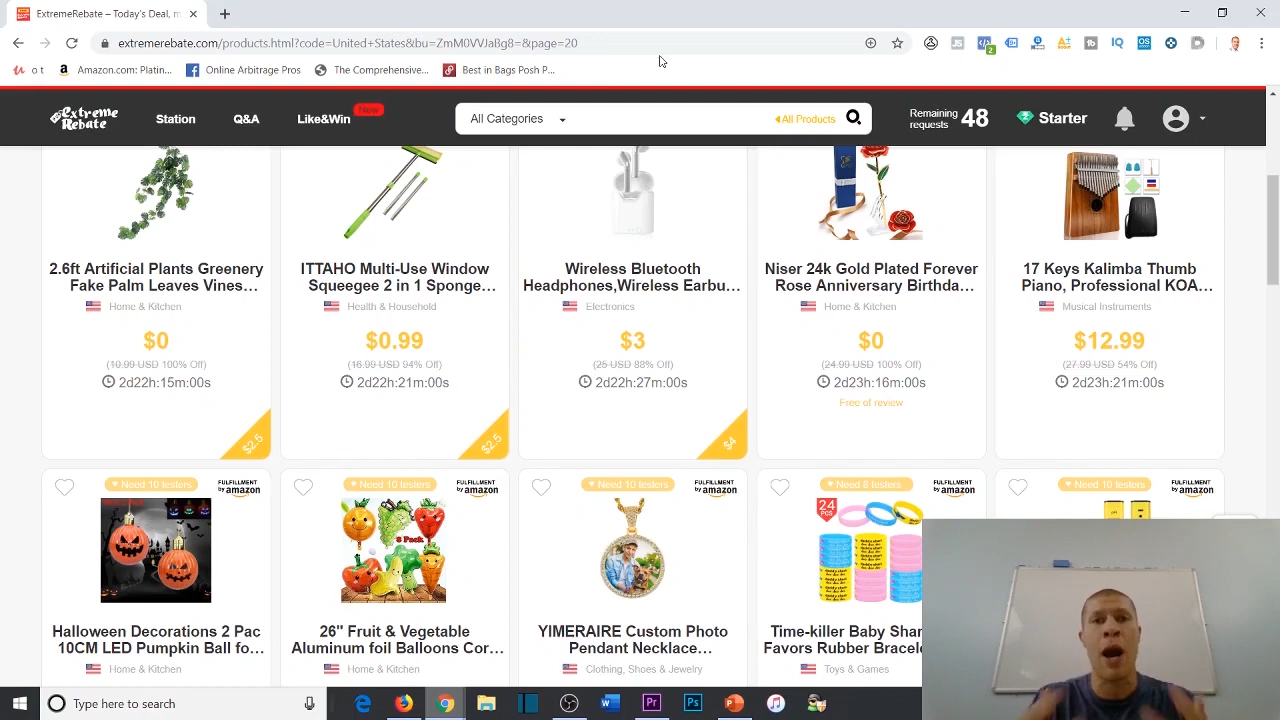 ExtremeRebate – Today's Deal, m
extremerebate.com/products.html?role=United+States&bu=ZmM0VVJaBg8=&page=20
o t
Amazon.com: Platin...
Online Arbitrage Pros
The Comprehensive...
Best in Bags Posh P...
Extreme Rebate
Station
Q&A
Like&Win
New
All Categories
All Products
Remaining requests 48
Starter
2.6ft Artificial Plants Greenery
Fake Palm Leaves Vines...
Home & Kitchen
$0
(10.99 USD 100% Off)
2d22h:15m:00s
$2.5
ITTAHO Multi-Use Window
Squeegee 2 in 1 Sponge...
Health & Household
$0.99
(16.99 USD 94% Off)
2d22h:21m:00s
$2.5
Wireless Bluetooth
Headphones,Wireless Earbu...
Electronics
$3
(25 USD 88% Off)
2d22h:27m:00s
$4
Niser 24k Gold Plated Forever
Rose Anniversary Birthda...
Home & Kitchen
$0
(24.99 USD 100% Off)
2d23h:16m:00s
Free of review
17 Keys Kalimba Thumb
Piano, Professional KOA...
Musical Instruments
$12.99
(27.99 USD 54% Off)
2d23h:21m:00s
Need 10 testers
FULFILLMENT
by amazon
Halloween Decorations 2 Pac
10CM LED Pumpkin Ball fo...
Home & Kitchen
Need 10 testers
FULFILLMENT
by amazon
8 Pack
26" Fruit & Vegetable
Aluminum foil Balloons Cor...
Home & Kitchen
Need 10 testers
FULFILLMENT
by amazon
YIMERAIRE Custom Photo
Pendant Necklace...
Clothing, Shoes & Jewelry
Need 8 testers
FULFILLMENT
by amazon
24
PCS
Time-killer Baby Shar
Favors Rubber Bracele
Toys & Games
Need 10 testers
FULFILLMENT
by amazon
Type here to search